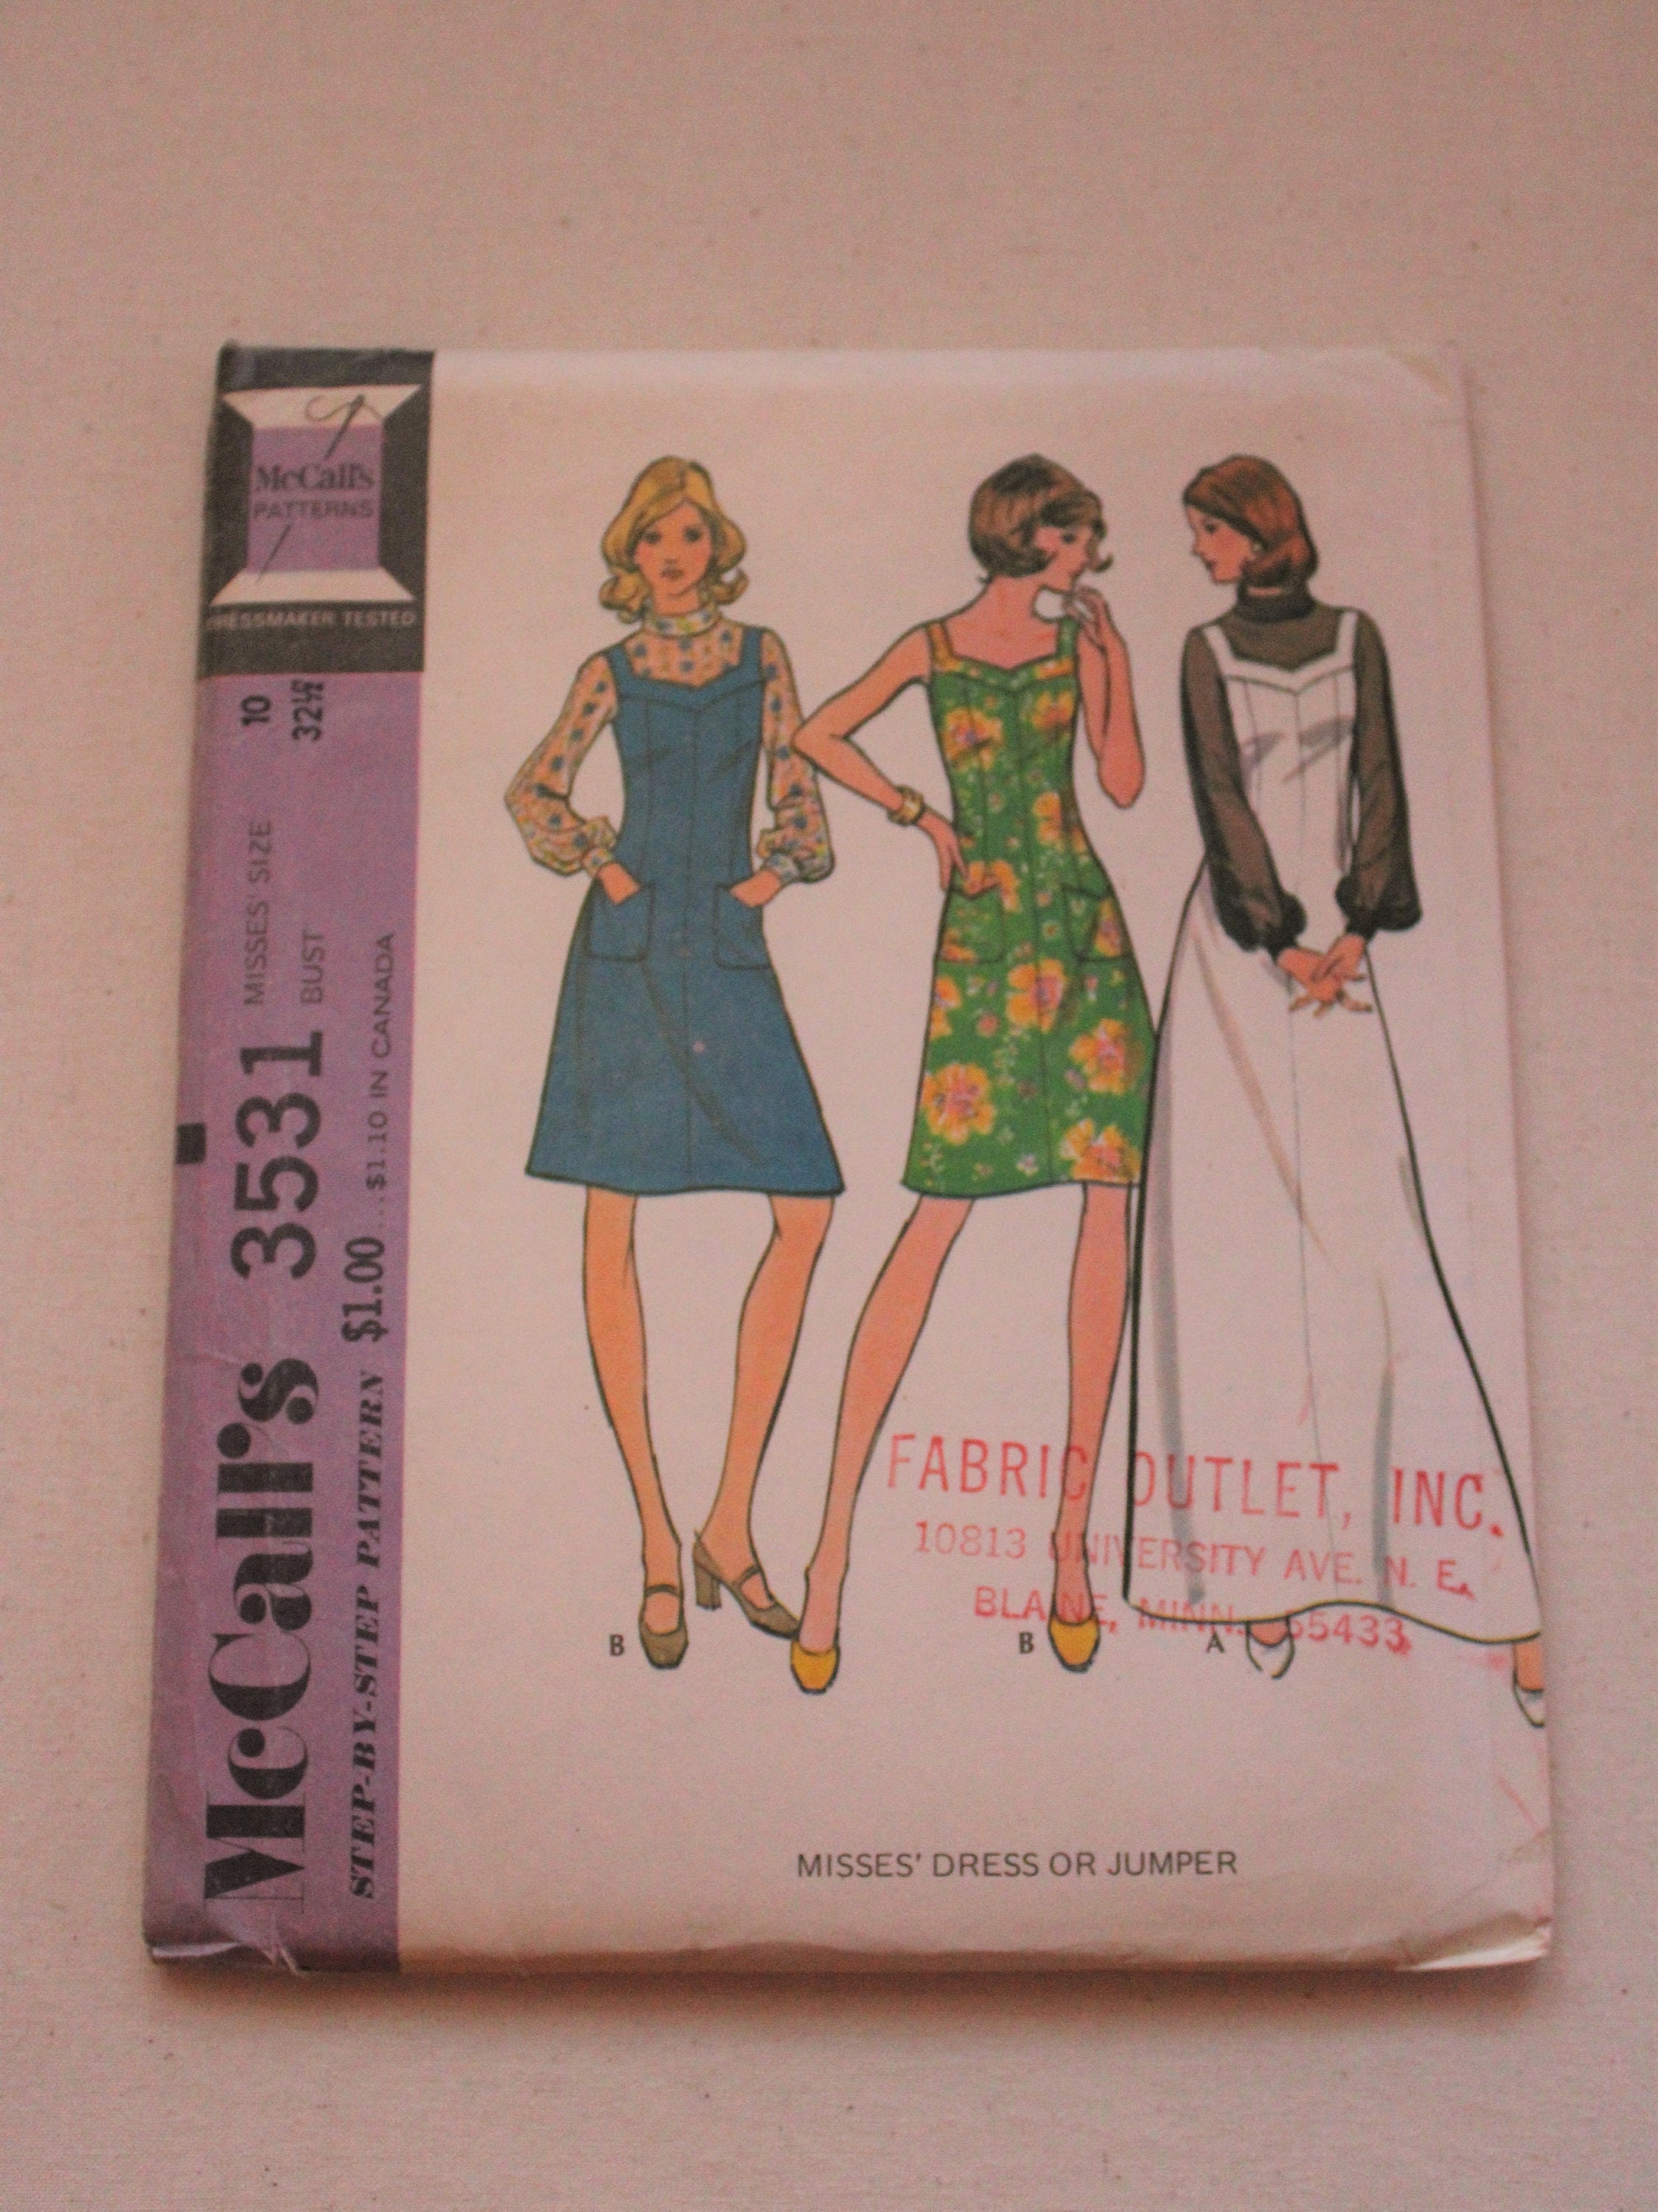 McCall's
PATTERNS
DRESSMAKER TESTED
McCall's 3531
MISSES' SIZE 10
BUST 32½
STEP-BY-STEP PATTERN $1.00...$1.10 IN CANADA
FABRIC OUTLET, INC.
10813 UNIVERSITY AVE. N. E.
BLAINE, MINN. 55433
B
B
A
MISSES' DRESS OR JUMPER